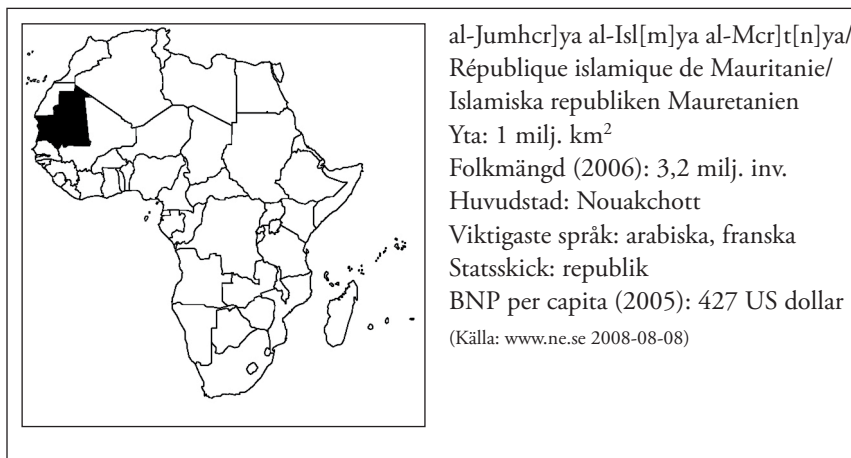 al-Jumhcr]ya al-Isl[m]ya al-Mcr]t[n]ya/
République islamique de Mauritanie/
Islamiska republiken Mauretanien
Yta: 1 milj. km²
Folkmängd (2006): 3,2 milj. inv.
Huvudstad: Nouakchott
Viktigaste språk: arabiska, franska
Statsskick: republik
BNP per capita (2005): 427 US dollar
(Källa: www.ne.se 2008-08-08)